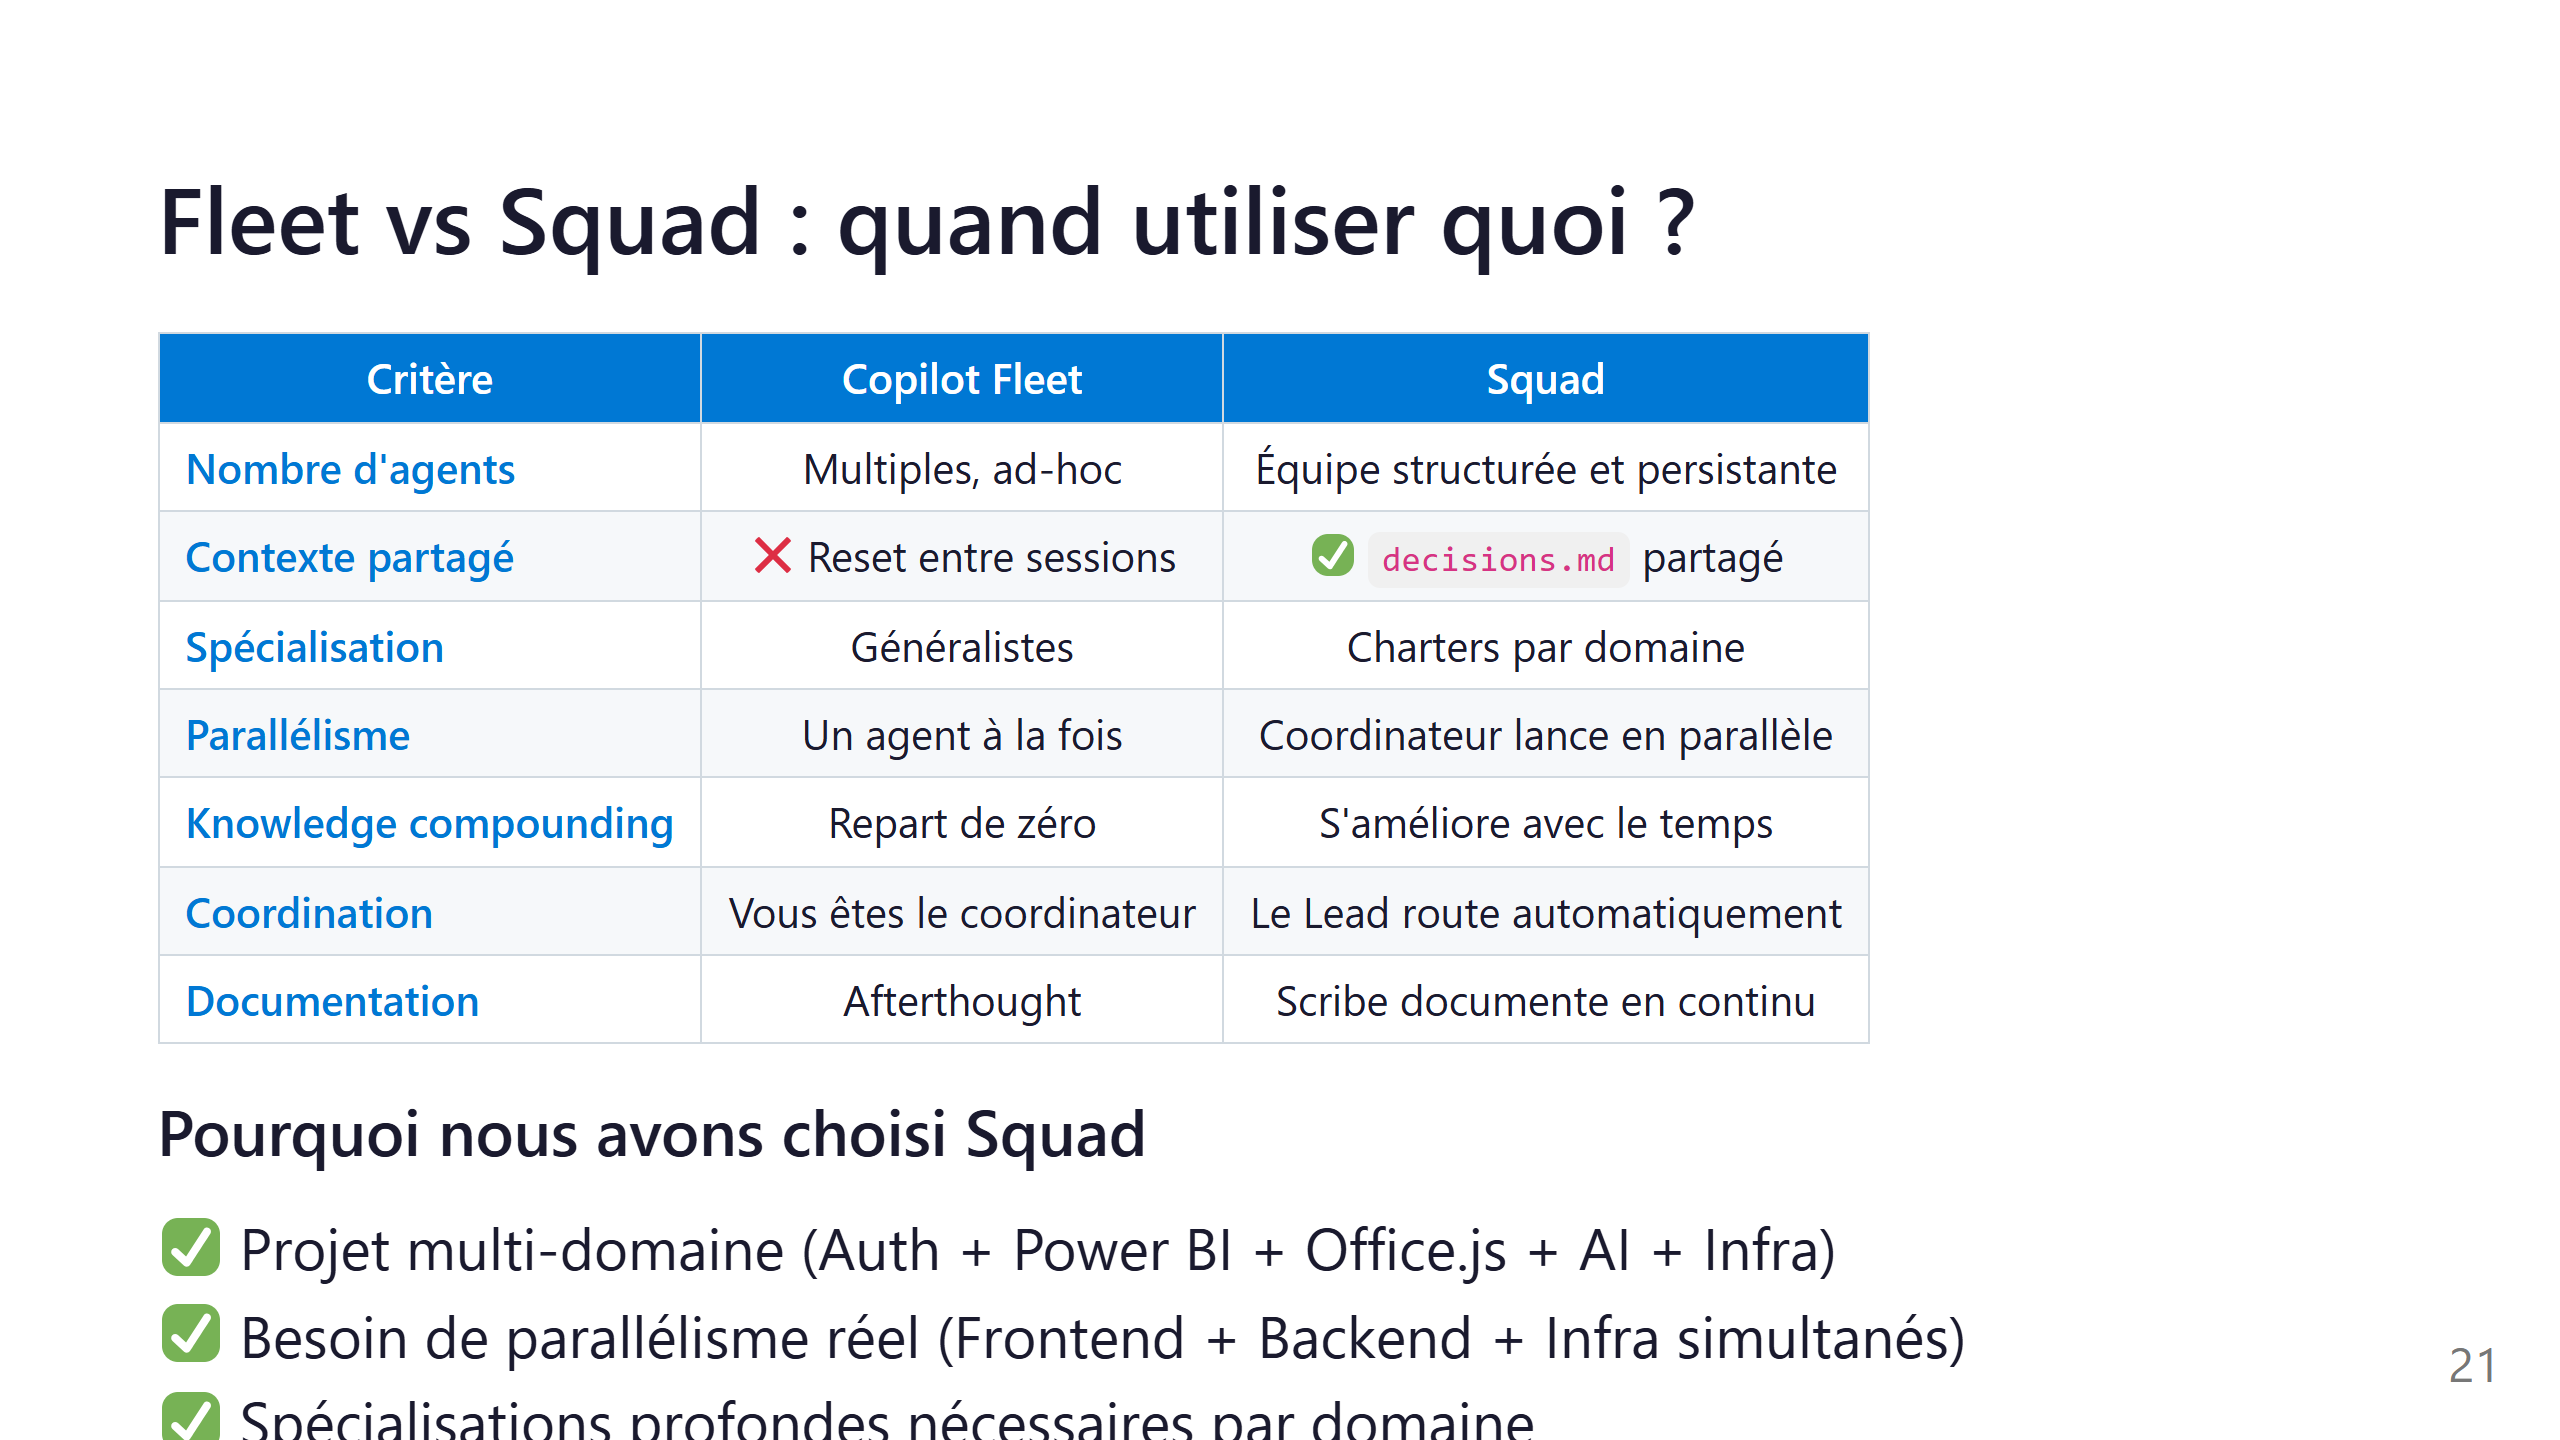 Fleet vs Squad : quand utiliser quoi ?
Critère Copilot Fleet Squad
Nombre d'agents Multiples, ad-hoc Équipe structurée et persistante
Contexte partagé ❌ Reset entre sessions ✅ decisions.md partagé
Spécialisation Généralistes Charters par domaine
Parallélisme Un agent à la fois Coordinateur lance en parallèle
Knowledge compounding Repart de zéro S'améliore avec le temps
Coordination Vous êtes le coordinateur Le Lead route automatiquement
Documentation Afterthought Scribe documente en continu
Pourquoi nous avons choisi Squad
✅ Projet multi-domaine (Auth + Power BI + Office.js + AI + Infra)
✅ Besoin de parallélisme réel (Frontend + Backend + Infra simultanés)
✅ Spécialisations profondes nécessaires par domaine
21